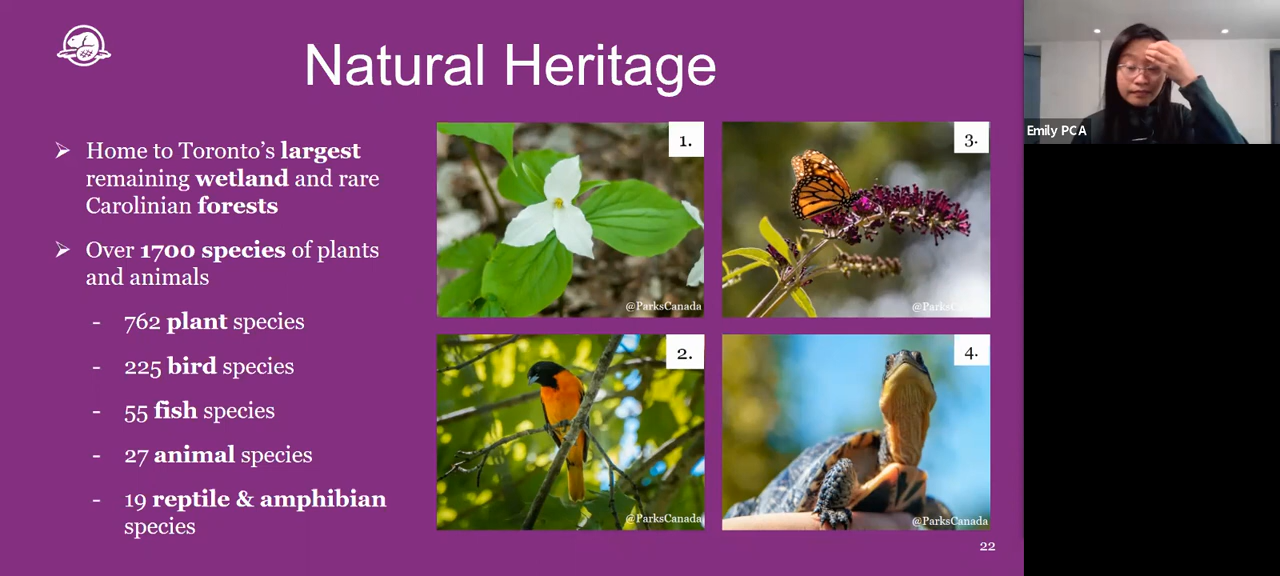 Natural Heritage
➢ Home to Toronto's largest
remaining wetland and rare
Carolinian forests
➢ Over 1700 species of plants
and animals
- 762 plant species
- 225 bird species
- 55 fish species
- 27 animal species
- 19 reptile & amphibian
species
1.
@ParksCanada
3.
@ParksCanada
2.
@ParksCanada
4.
@ParksCanada
22
Emily PCA